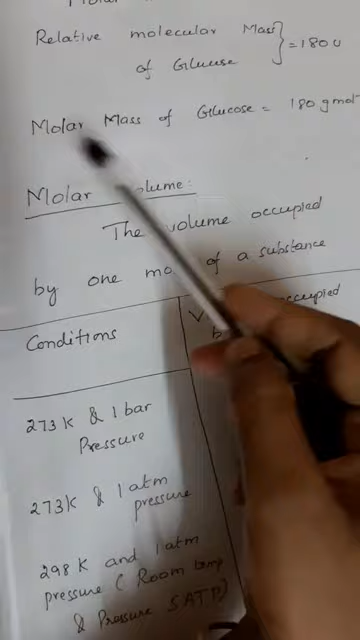 Molar
Relative molecular Mass
of Glucose
= 180 u
Molar Mass of Glucose = 180 g mol
Molar volume:
The volume occupied
by one of a substance
Conditions
occupied
273 K & 1 bar
Pressure
273 K & 1 atm
pressure
298 K and 1 atm
pressure (Room temp
& Pressure SATP)